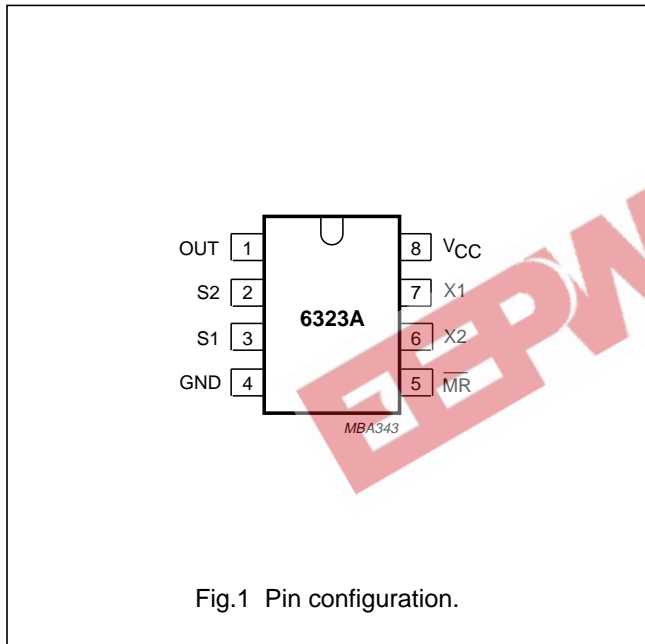 OUT 1 8 VCC
S2 2 7 X1
6323A
S1 3 6 X2
GND 4 5 MR
MBA343
EEPW
Fig.1 Pin configuration.